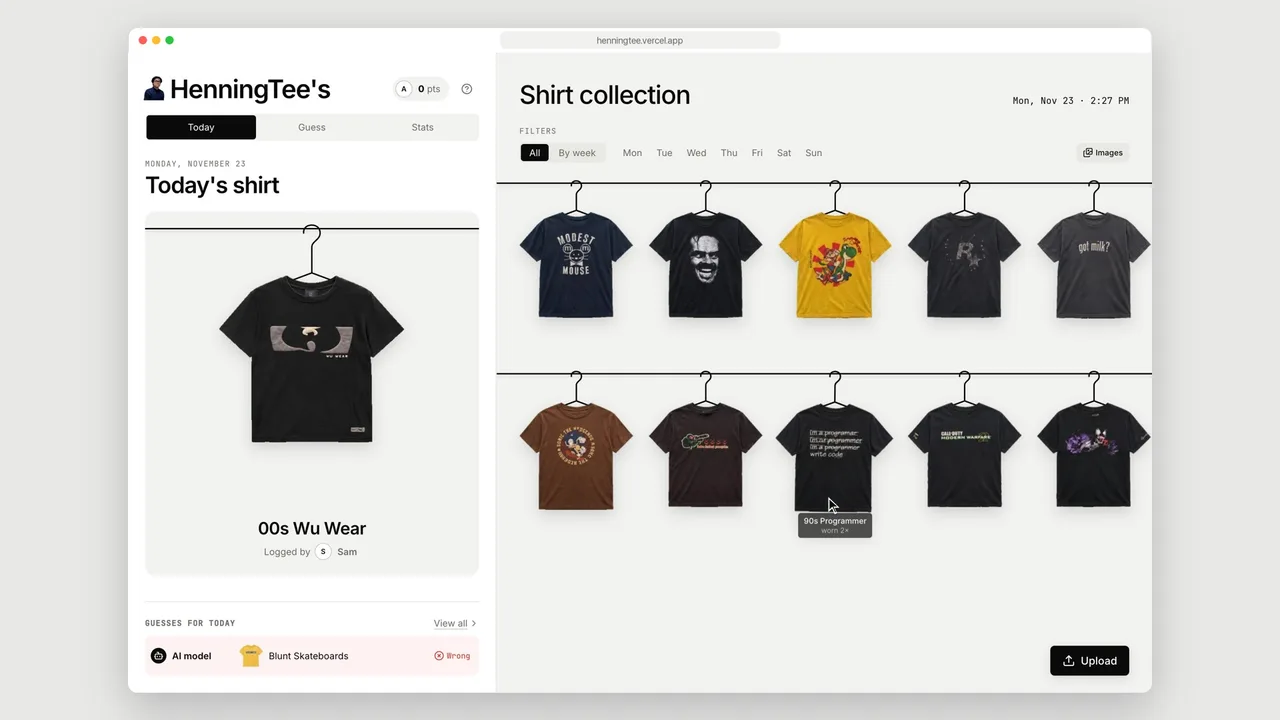 henningtee.vercel.app
HenningTee's
A 0 pts
Today Guess Stats
MONDAY, NOVEMBER 23
Today's shirt
WU WEAR
00s Wu Wear
Logged by S Sam
GUESSES FOR TODAY View all
AI model Blunt Skateboards Wrong
Shirt collection
Mon, Nov 23 · 2:27 PM
FILTERS
All By week Mon Tue Wed Thu Fri Sat Sun Images
MODEST
MOUSE
R
got milk?
I'm a programer
I'm a programmer
write code
CALL OF DUTY
MODERN WARFARE
90s Programmer
worn 2×
Upload